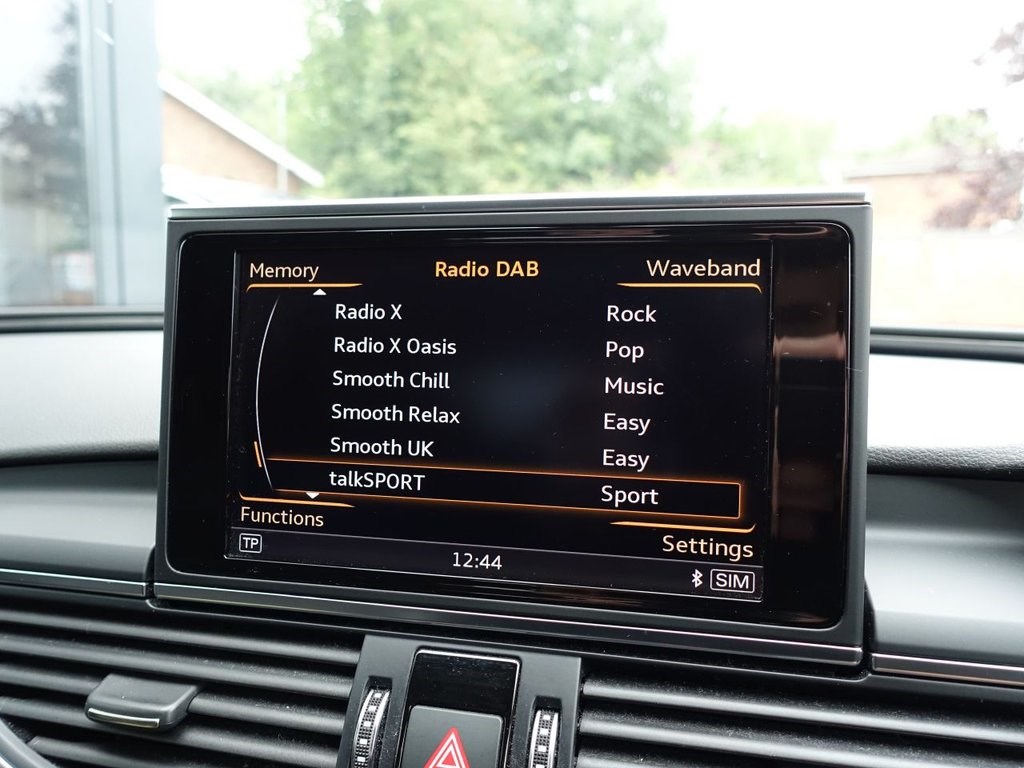 Memory Radio DAB Waveband
Radio X Rock
Radio X Oasis Pop
Smooth Chill Music
Smooth Relax Easy
Smooth UK Easy
talkSPORT Sport
Functions Settings
TP 12:44 SIM